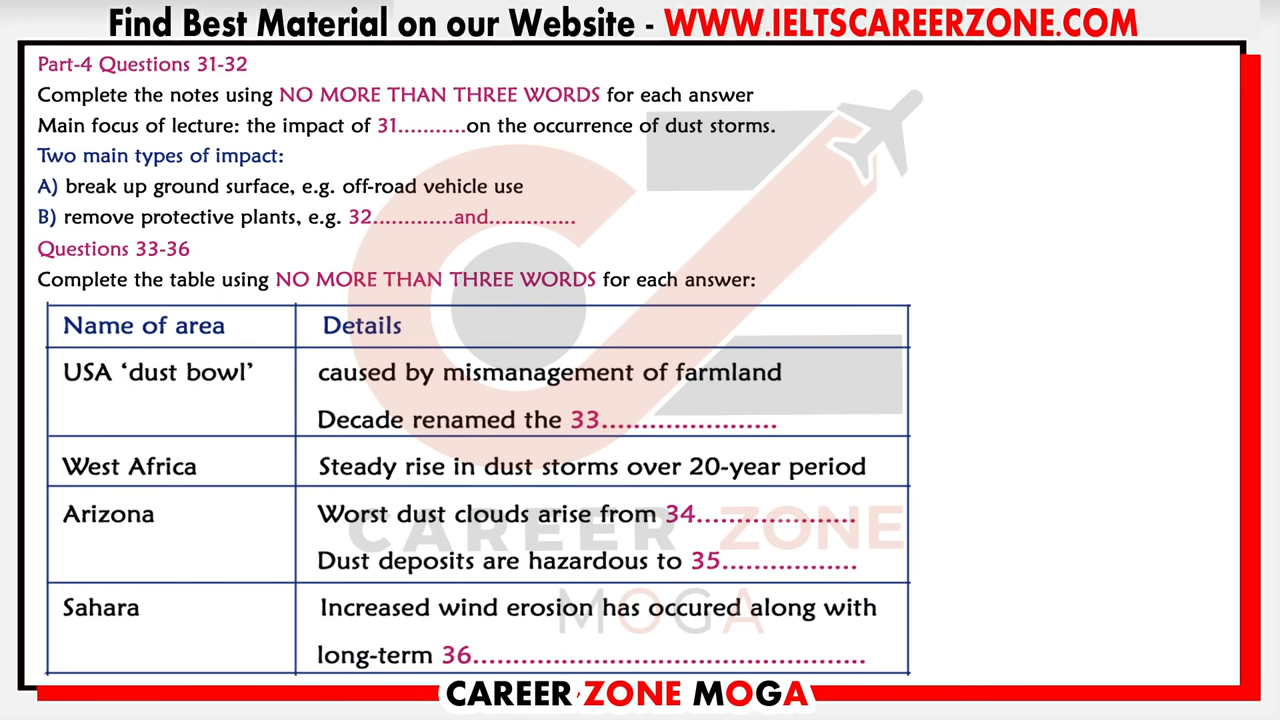 Find Best Material on our Website - WWW.IELTSCAREERZONE.COM
Part-4 Questions 31-32
Complete the notes using NO MORE THAN THREE WORDS for each answer
Main focus of lecture: the impact of 31...........on the occurrence of dust storms.
Two main types of impact:
A) break up ground surface, e.g. off-road vehicle use
B) remove protective plants, e.g. 32.............and..............
Questions 33-36
Complete the table using NO MORE THAN THREE WORDS for each answer:
Name of area Details
USA ‘dust bowl’ caused by mismanagement of farmland
Decade renamed the 33......................
West Africa Steady rise in dust storms over 20-year period
Arizona Worst dust clouds arise from 34....................
Dust deposits are hazardous to 35.................
Sahara Increased wind erosion has occured along with
long-term 36.................................................
CAREER ZONE
MOGA
CAREER ZONE MOGA